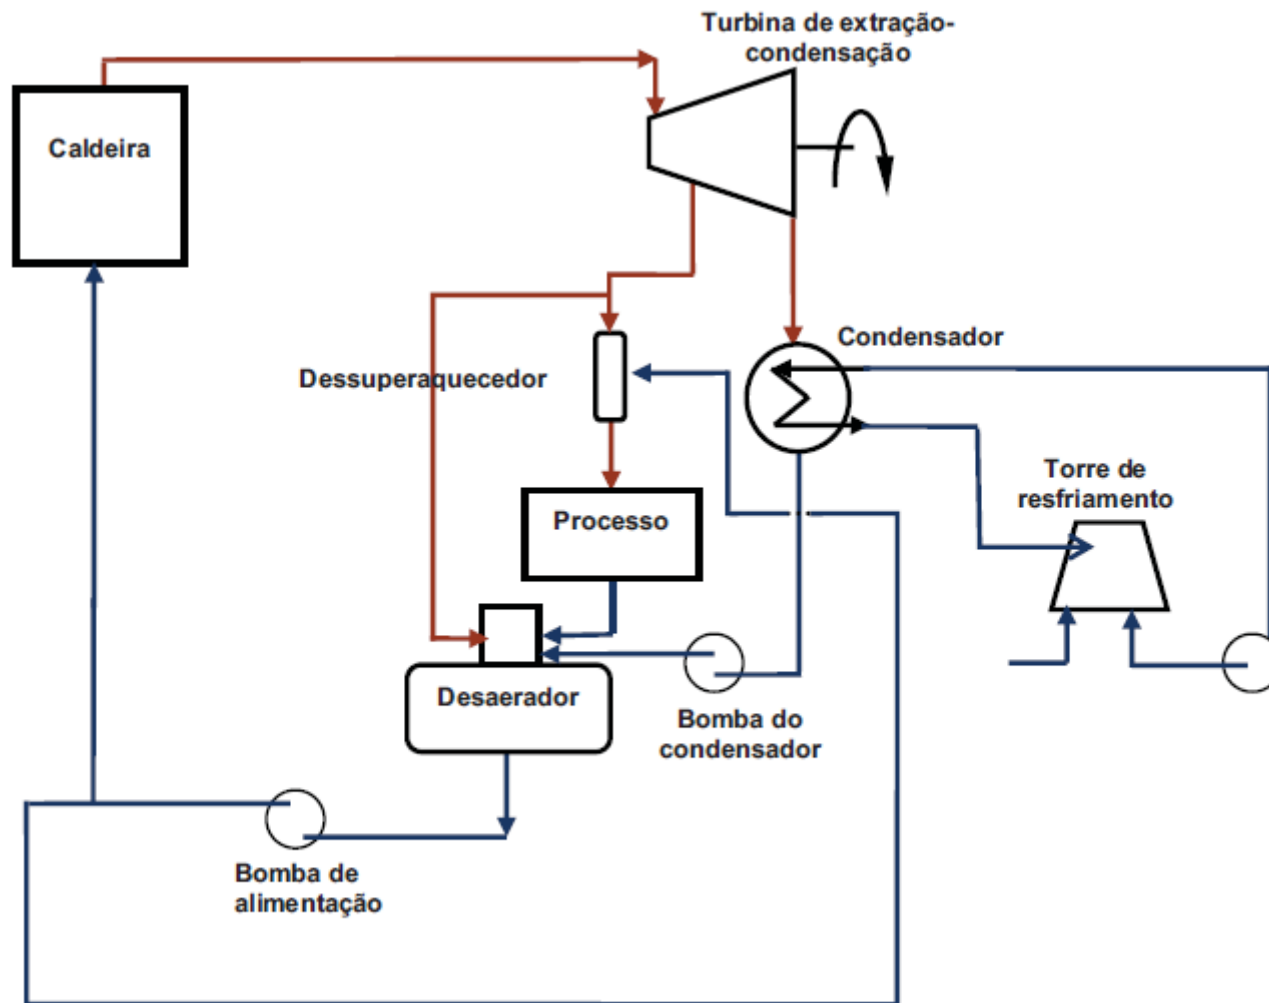 Turbina de extração-
condensação
Caldeira
Condensador
Dessuperaquecedor
Torre de
resfriamento
Processo
Desaerador
Bomba do
condensador
Bomba de
alimentação